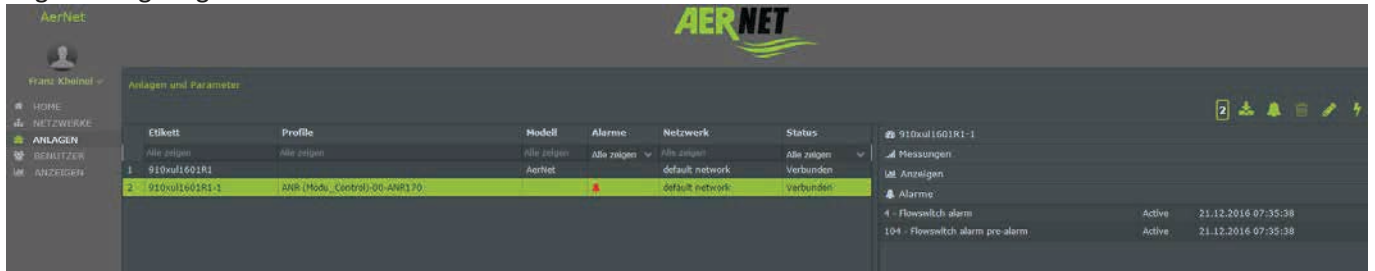 AerNet
AERNET
Franz Kheinol
HOME
NETZWERKE
ANLAGEN
BENUTZER
ANZEIGEN
Anlagen und Parameter
2
Etikett Profile Modell Alarme Netzwerk Status
Alle zeigen Alle zeigen Alle zeigen Alle zeigen Alle zeigen Alle zeigen
1 910xul1601R1 AerNet default network Verbunden
2 910xul1601R1-1 ANR (Modu_Control)-00-ANR170 default network Verbunden
910xul1601R1-1
Messungen
Anzeigen
Alarme
4 - Flowswitch alarm Active 21.12.2016 07:35:38
104 - Flowswitch alarm pre-alarm Active 21.12.2016 07:35:38